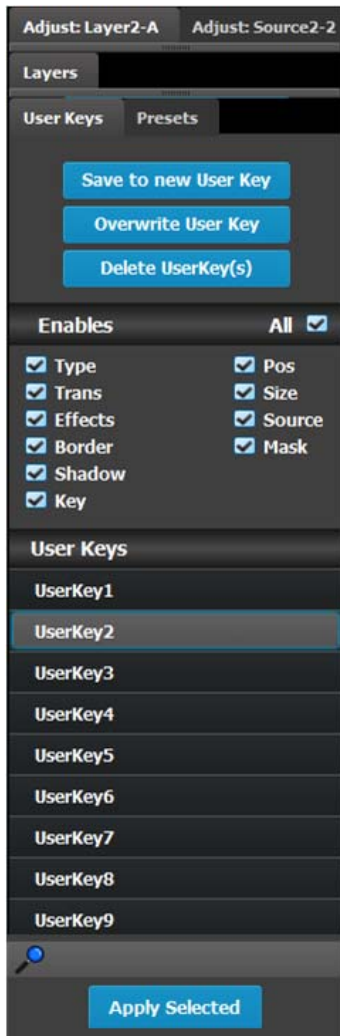 Adjust: Layer2-A Adjust: Source2-2
Layers
User Keys Presets
Save to new User Key
Overwrite User Key
Delete UserKey(s)
Enables All
Type Pos
Trans Size
Effects Source
Border Mask
Shadow
Key
User Keys
UserKey1
UserKey2
UserKey3
UserKey4
UserKey5
UserKey6
UserKey7
UserKey8
UserKey9
Apply Selected